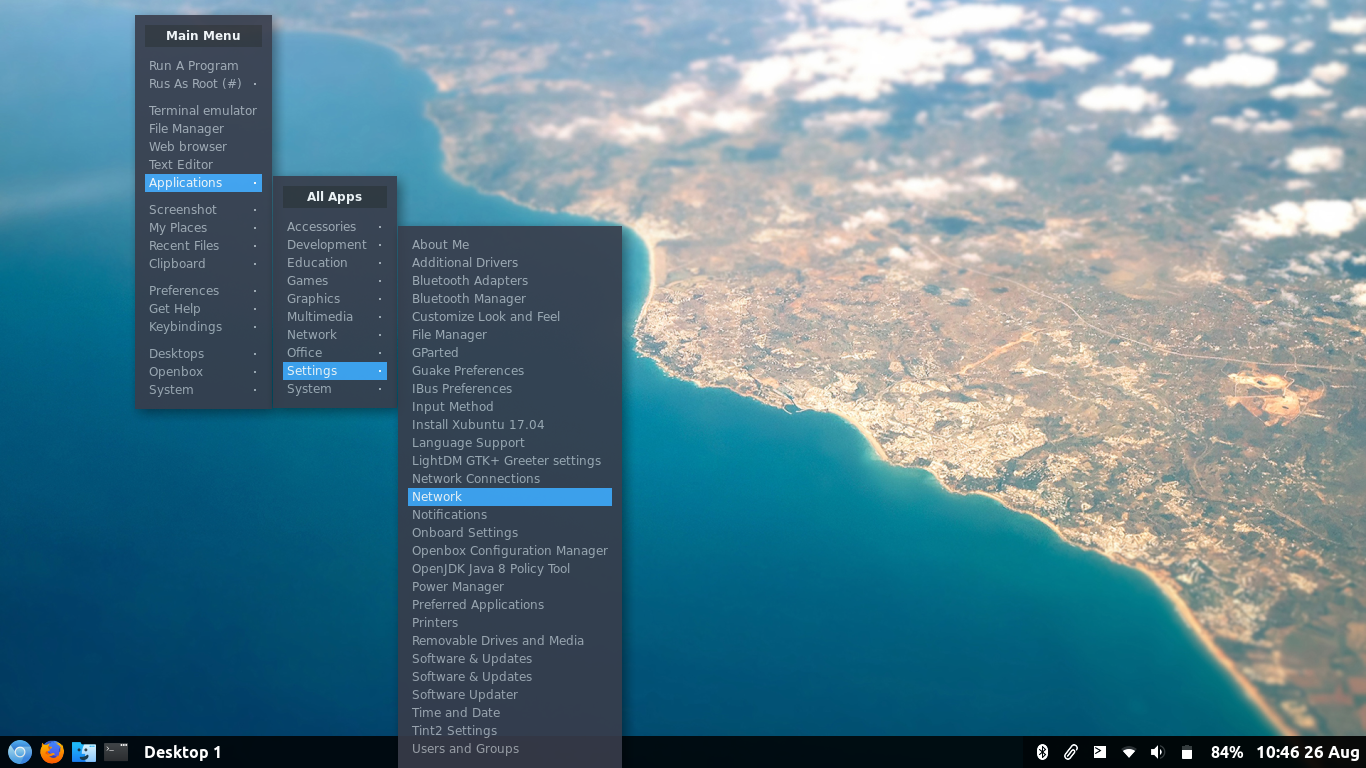 Main Menu
Run A Program
Rus As Root (#)
Terminal emulator
File Manager
Web browser
Text Editor
Applications
Screenshot
My Places
Recent Files
Clipboard
Preferences
Get Help
Keybindings
Desktops
Openbox
System
All Apps
Accessories
Development
Education
Games
Graphics
Multimedia
Network
Office
Settings
System
About Me
Additional Drivers
Bluetooth Adapters
Bluetooth Manager
Customize Look and Feel
File Manager
GParted
Guake Preferences
IBus Preferences
Input Method
Install Xubuntu 17.04
Language Support
LightDM GTK+ Greeter settings
Network Connections
Network
Notifications
Onboard Settings
Openbox Configuration Manager
OpenJDK Java 8 Policy Tool
Power Manager
Preferred Applications
Printers
Removable Drives and Media
Software & Updates
Software & Updates
Software Updater
Time and Date
Tint2 Settings
Users and Groups
Desktop 1
84% 10:46 26 Aug